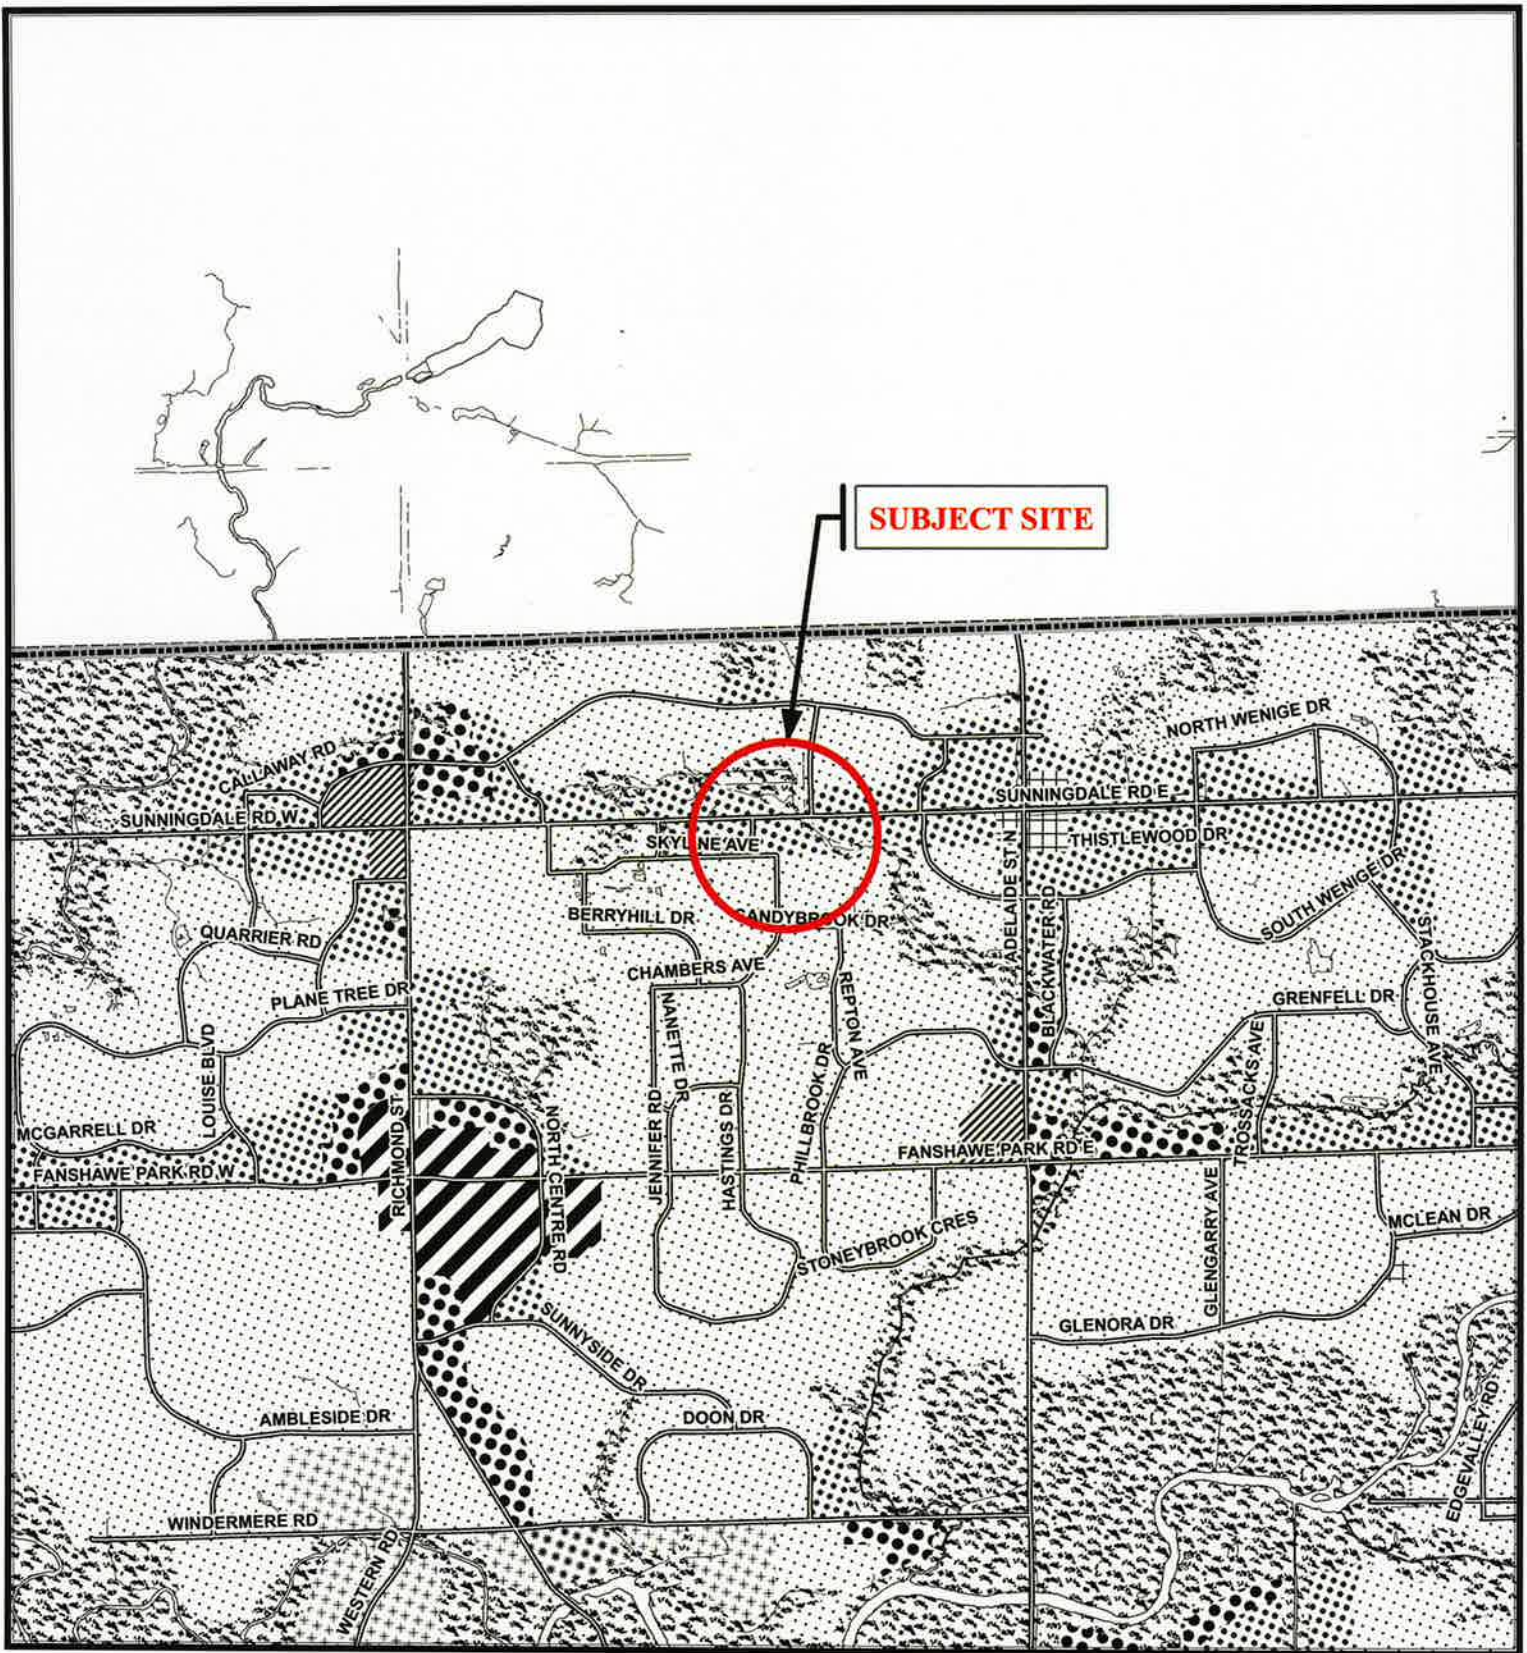 SUBJECT SITE
NORTH WENIGE DR
CALLAWAY RD
SUNNINGDALE RD E
SUNNINGDALE RD W
THISTLEWOOD DR
SKYLINE AVE
SOUTH WENIGE DR
BERRYHILL DR
SANDYBROOK DR
ADELAIDE ST N
BLACKWATER RD
STACKHOUSE AVE
QUARRIER RD
CHAMBERS AVE
REPTON AVE
PLANE TREE DR
NANETTE DR
GRENFELL DR
LOUISE BLVD
PHILLBROOK DR
TROSSACKS AVE
JENNIFER RD
HASTINGS DR
RICHMOND ST
NORTH CENTRE RD
MCGARRELL DR
FANSHAWE PARK RD E
FANSHAWE PARK RD W
GLENGARRY AVE
MCLEAN DR
STONEYBROOK CRES
SUNNYSIDE DR
GLENORA DR
AMBLESIDE DR
DOON DR
EDGEVALLEY RD
WINDERMERE RD
WESTERN RD